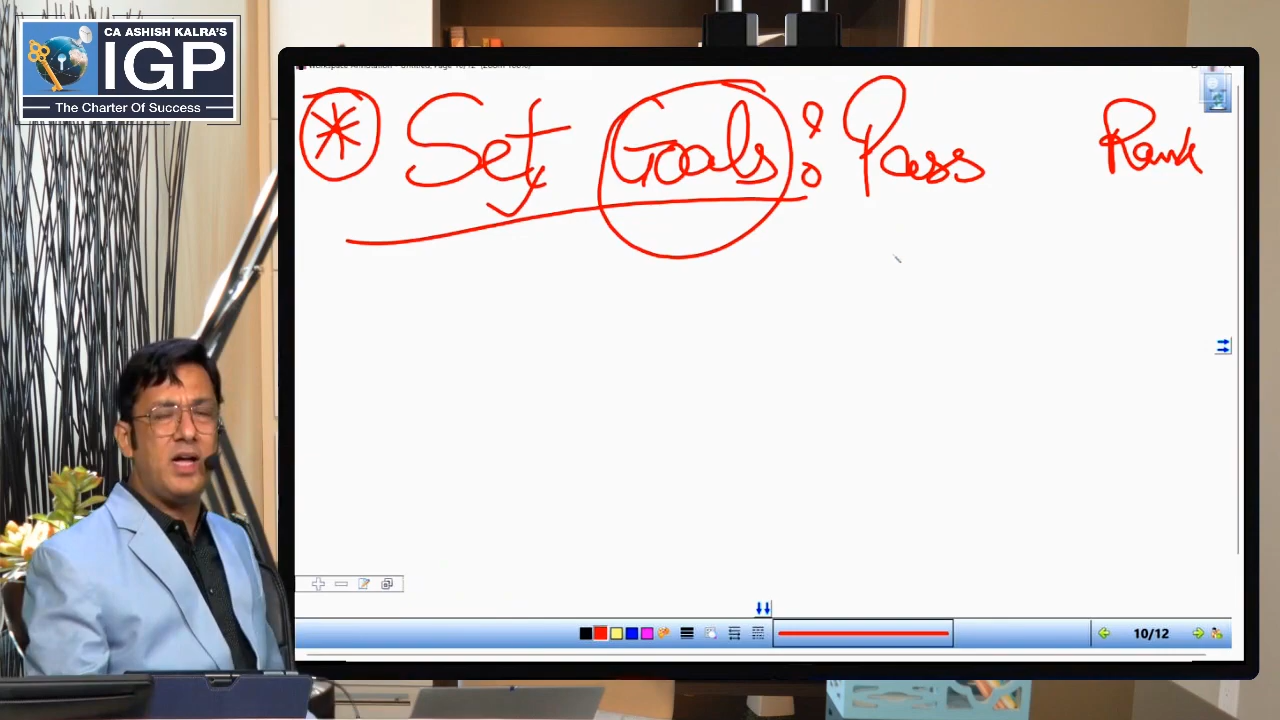 CA ASHISH KALRA'S
IGP
The Charter Of Success
* Set Goals : Pass Rank
10/12